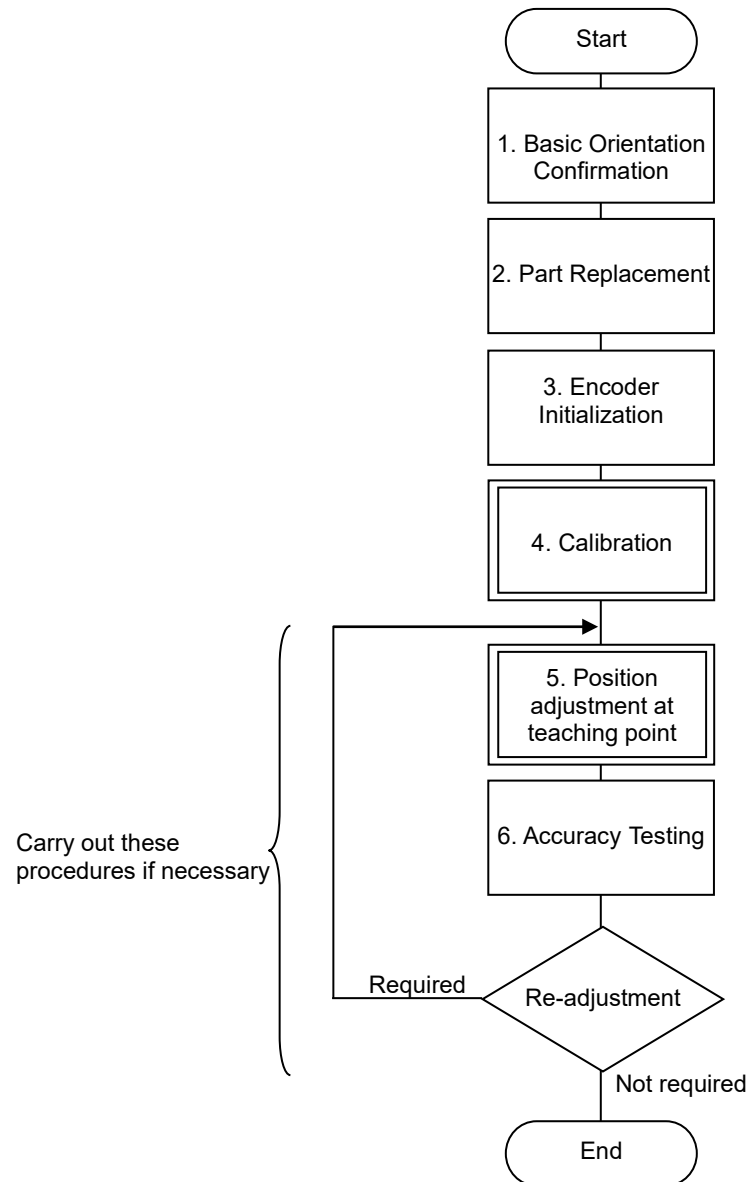 Start
1. Basic Orientation
Confirmation
2. Part Replacement
3. Encoder
Initialization
4. Calibration
5. Position
adjustment at
teaching point
6. Accuracy Testing
Carry out these
procedures if necessary
Required
Re-adjustment
Not required
End